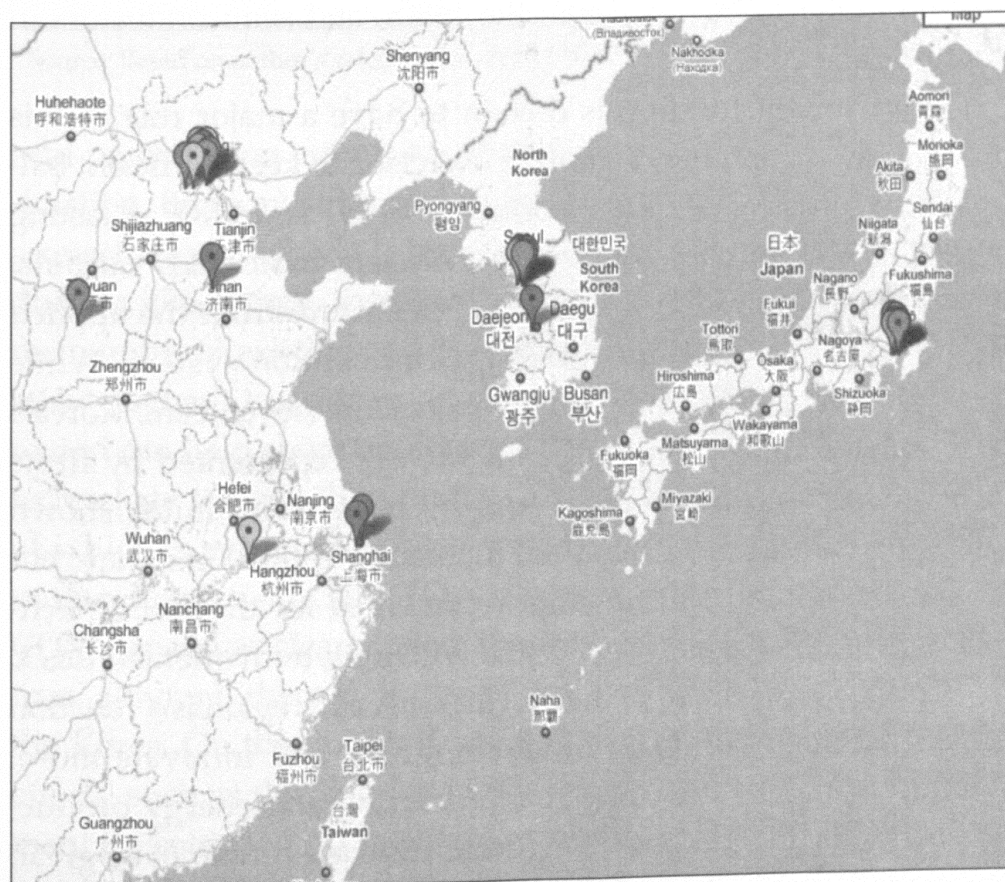 Map
(Владивосток)
Nakhodka
(Находка)
Shenyang
沈阳市
Huhehaote
呼和浩特市
Aomori
青森
Morioka
盛岡
Akita
秋田
Sendai
仙台
North
Korea
Pyongyang
평양
Tianjin
天津市
Shijiazhuang
石家庄市
Seoul
대한민국
South
Korea
日本
Japan
Niigata
新潟
Fukushima
福島
Nagano
長野
Fukui
福井
Jinan
济南市
Daejeon
대전
Daegu
대구
Tottori
鳥取
Nagoya
名古屋
Ōsaka
大阪
Shizuoka
静岡
Zhengzhou
郑州市
Gwangju
광주
Busan
부산
Hiroshima
広島
Wakayama
和歌山
Matsuyama
松山
Fukuoka
福岡
Miyazaki
宮崎
Kagoshima
鹿児島
Hefei
合肥市
Nanjing
南京市
Wuhan
武汉市
Shanghai
上海市
Hangzhou
杭州市
Nanchang
南昌市
Changsha
长沙市
Naha
那覇
Fuzhou
福州市
Taipei
台北市
台灣
Taiwan
Guangzhou
广州市